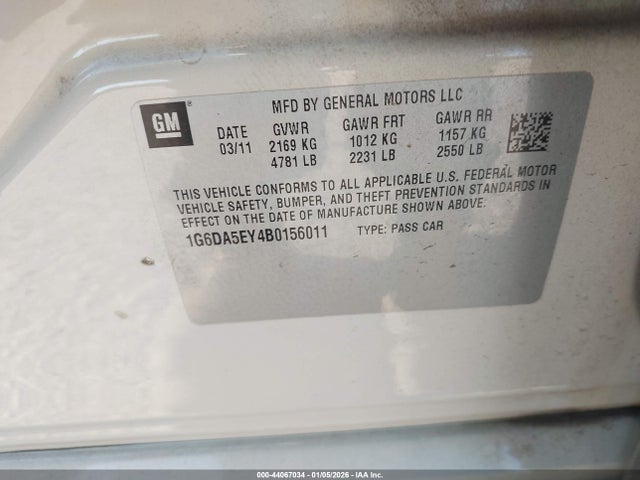 GM
MFD BY GENERAL MOTORS LLC
DATE GVWR GAWR FRT GAWR RR
03/11 2169 KG 1012 KG 1157 KG
4781 LB 2231 LB 2550 LB
THIS VEHICLE CONFORMS TO ALL APPLICABLE U.S. FEDERAL MOTOR
VEHICLE SAFETY, BUMPER, AND THEFT PREVENTION STANDARDS IN
EFFECT ON THE DATE OF MANUFACTURE SHOWN ABOVE.
1G6DA5EY4B0156011 TYPE: PASS CAR
000-44067034 - 01/05/2026 - IAA Inc.